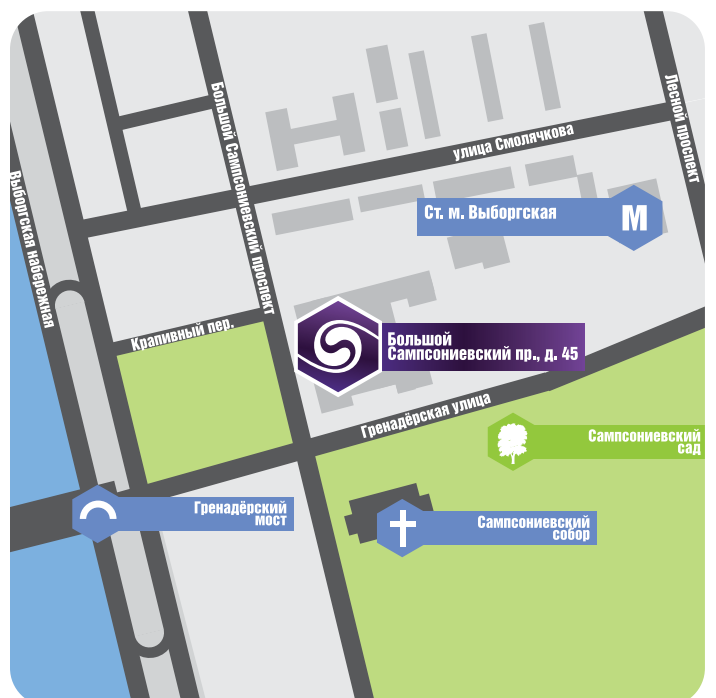 Большой Сампсониевский проспект
Лесной проспект
улица Смолячкова
Выборгская набережная
Ст. м. Выборгская
М
Крапивный пер.
Большой
Сампсониевский пр., д. 45
Гренадёрская улица
Сампсониевский
сад
Гренадёрский
мост
Сампсониевский
собор